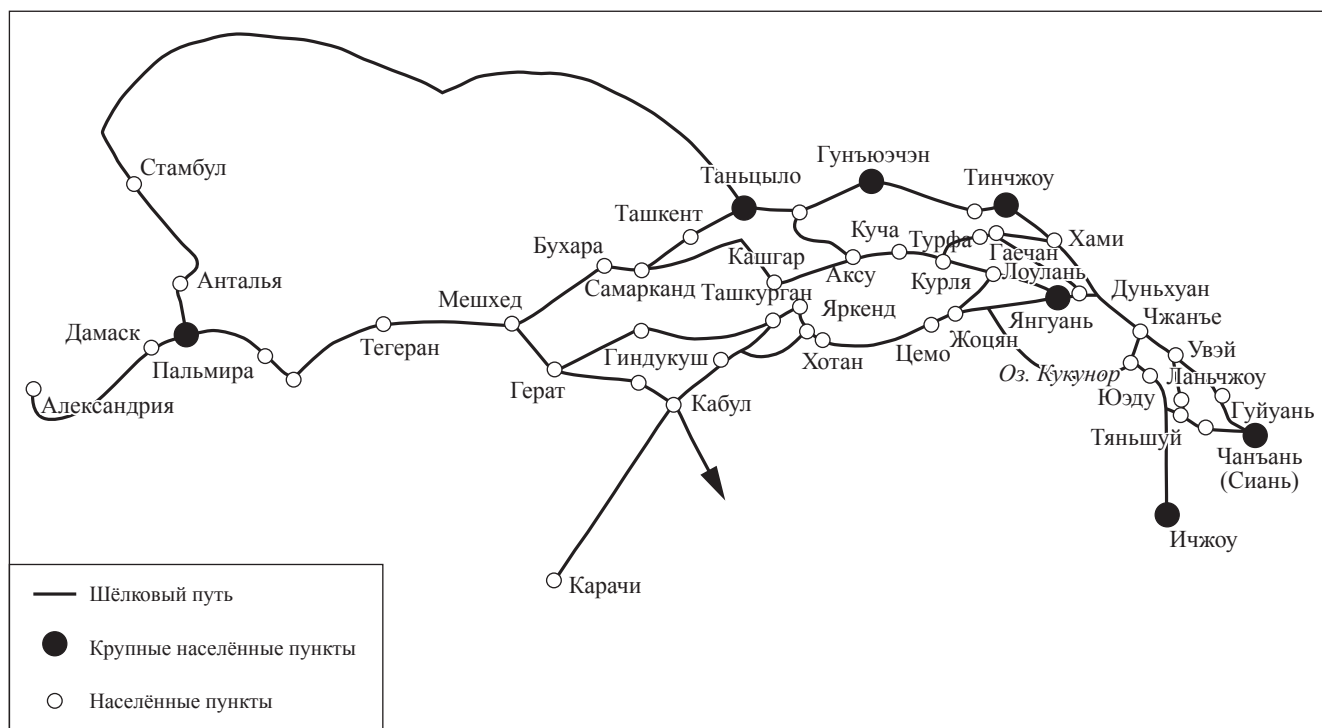 Гунъюэчэн
Стамбул
Таньцыло
Тинчжоу
Ташкент
Куча
Турфа
Хами
Бухара
Кашгар
Гаечан
Аксу
Лоулань
Анталья
Самарканд
Курля
Дуньхуан
Мешхед
Ташкурган
Яркенд
Янгуань
Чжанъе
Дамаск
Жоцян
Тегеран
Цемо
Увэй
Пальмира
Гиндукуш
Хотан
Оз. Кукунор
Ланьчжоу
Герат
Юэду
Александрия
Кабул
Гуйуань
Тяньшуй
Чанъань
(Сиань)
Ичжоу
Карачи
Шёлковый путь
Крупные населённые пункты
Населённые пункты